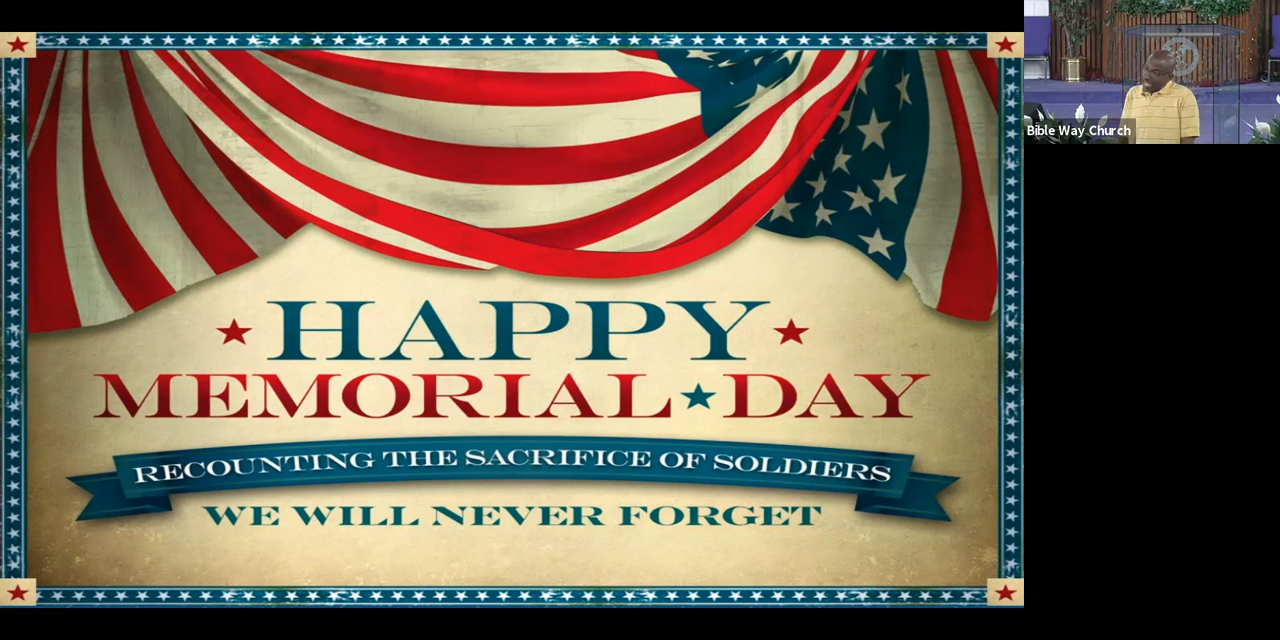 HAPPY
MEMORIAL DAY
RECOUNTING THE SACRIFICE OF SOLDIERS
WE WILL NEVER FORGET
Bible Way Church